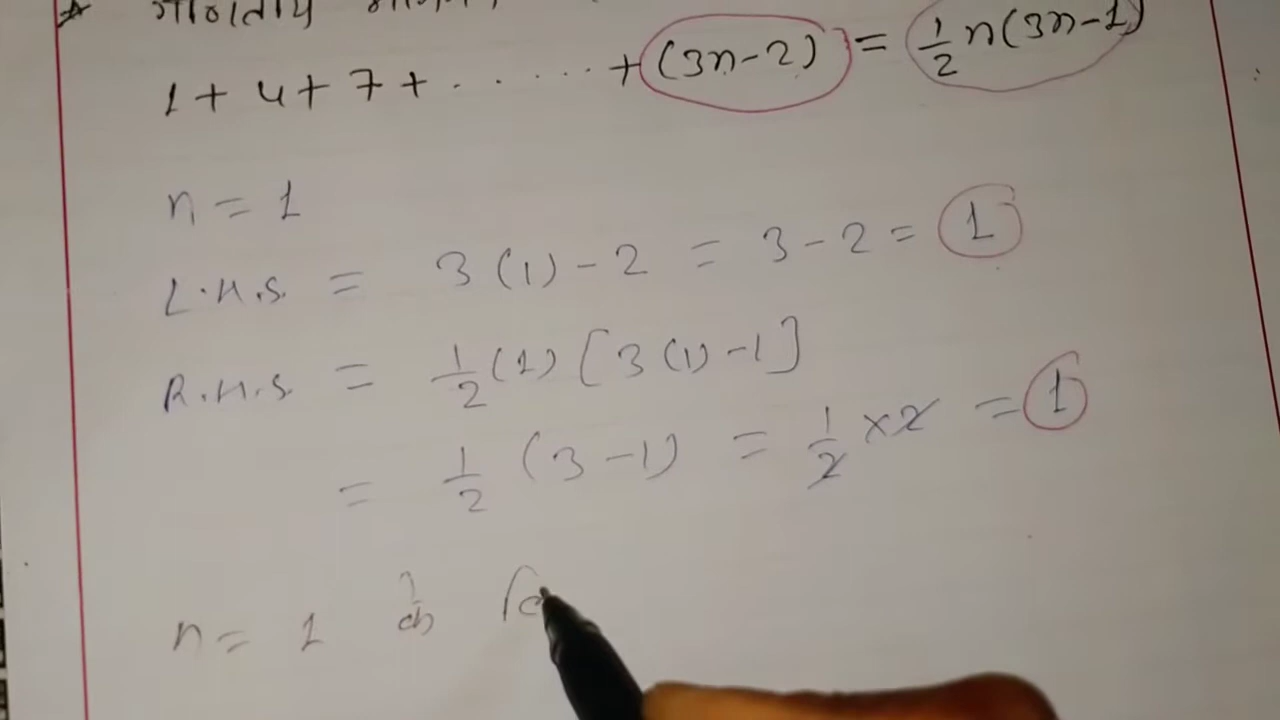 1 + 4 + 7 + . . . . . . + (3n-2) = 1/2 n(3n-1)
n = 1
L.H.S. = 3(1) - 2 = 3 - 2 = 1
R.H.S. = 1/2 (1) [3(1) - 1]
= 1/2 (3 - 1) = 1/2 × 2 = 1
n = 1 के